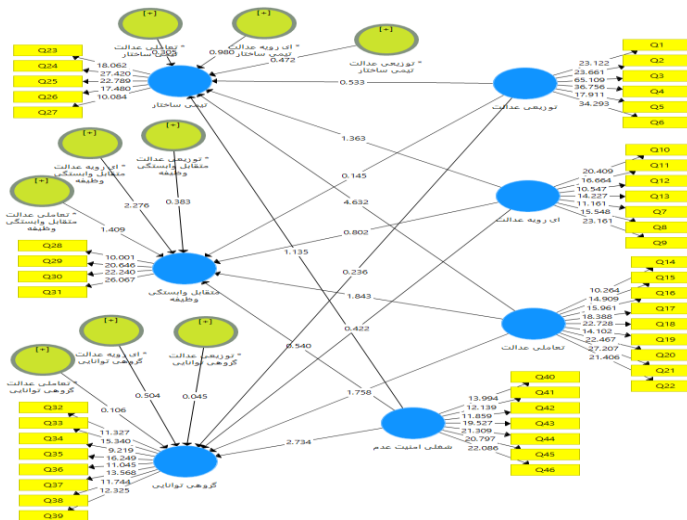 [+]
[+]
[+]
* تعاملی عدالت
تیمی ساختار
* ای رویه عدالت
تیمی ساختار
* توزیعی عدالت
تیمی ساختار
0.980
0.472
Q23
Q24
Q25
Q26
Q27
18.062
27.420
22.789
17.480
10.084
تیمی ساختار
0.533
توزیعی عدالت
23.122
23.661
65.109
36.756
17.911
34.293
Q1
Q2
Q3
Q4
Q5
Q6
[+]
[+]
[+]
* ای رویه عدالت
متقابل وابستگی
وظیفه
* توزیعی عدالت
متقابل وابستگی
وظیفه
* تعاملی عدالت
متقابل وابستگی
وظیفه
2.276
0.383
1.409
1.363
0.145
4.632
0.802
1.135
0.236
ای رویه عدالت
20.409
16.664
10.547
14.227
11.161
15.548
23.161
Q10
Q11
Q12
Q13
Q7
Q8
Q9
Q28
Q29
Q30
Q31
10.001
20.646
22.240
26.067
متقابل وابستگی
وظیفه
1.843
0.422
0.540
1.758
2.734
تعاملی عدالت
10.264
14.909
15.961
18.388
22.728
14.102
22.467
27.207
21.406
Q14
Q15
Q16
Q17
Q18
Q19
Q20
Q21
Q22
[+]
[+]
[+]
* ای رویه عدالت
گروهی توانایی
* توزیعی عدالت
گروهی توانایی
* تعاملی عدالت
گروهی توانایی
0.106
0.504
0.045
Q32
Q33
Q34
Q35
Q36
Q37
Q38
Q39
11.327
15.340
9.219
16.249
11.045
13.568
11.744
12.325
گروهی توانایی
شغلی امنیت عدم
13.994
12.139
11.859
19.527
21.309
20.797
22.086
Q40
Q41
Q42
Q43
Q44
Q45
Q46